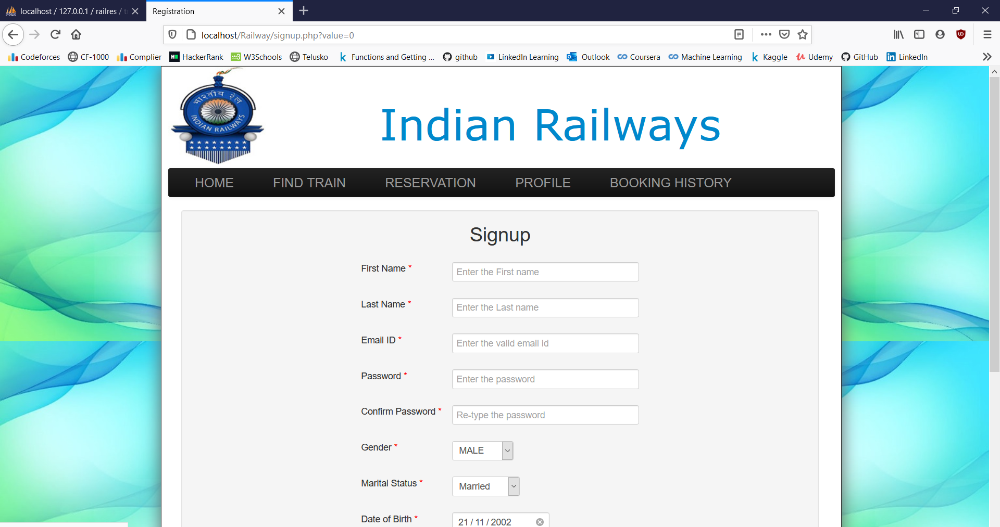 localhost / 127.0.0.1 / railres /
Registration
localhost/Railway/signup.php?value=0
Codeforces CF-1000 Complier HackerRank W3Schools Telusko Functions and Getting ... github LinkedIn Learning Outlook Coursera Machine Learning Kaggle Udemy GitHub LinkedIn
भारतीय रेल
INDIAN RAILWAYS
Indian Railways
HOME FIND TRAIN RESERVATION PROFILE BOOKING HISTORY
Signup
First Name * Enter the First name
Last Name * Enter the Last name
Email ID * Enter the valid email id
Password * Enter the password
Confirm Password * Re-type the password
Gender * MALE
Marital Status * Married
Date of Birth * 21 / 11 / 2002